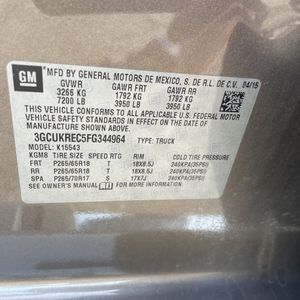 GM MFD BY GENERAL MOTORS DE MEXICO, S. DE R.L. DE C.V. 04/15
GVWR GAWR FRT GAWR RR
3266 KG 1792 KG 1792 KG
7200 LB 3950 LB 3950 LB
THIS VEHICLE CONFORMS TO ALL APPLICABLE U.S. FEDERAL MOTOR
VEHICLE SAFETY STANDARDS IN EFFECT ON THE DATE OF
MANUFACTURE SHOWN ABOVE.
3GCUKREC5FG344964 TYPE: TRUCK
MODEL: K15543
KGM8 TIRE SIZE SPEED RTG RIM COLD TIRE PRESSURE
FRT P265/65R18 T 18X8.5J 240KPA(35PSI)
RR P265/65R18 T 18X8.5J 240KPA(35PSI)
SPA P265/70R17 S 17X7J 240KPA(35PSI)